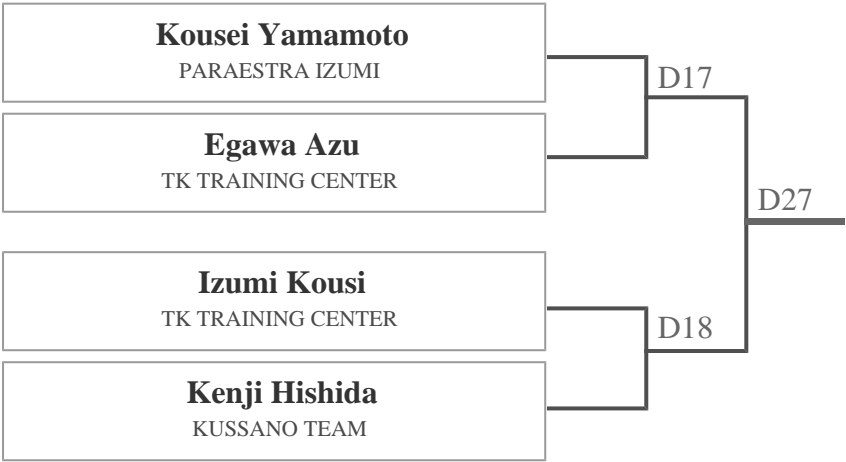 Kousei Yamamoto
PARAESTRA IZUMI
D17
Egawa Azu
TK TRAINING CENTER
D27
Izumi Kousi
TK TRAINING CENTER
D18
Kenji Hishida
KUSSANO TEAM